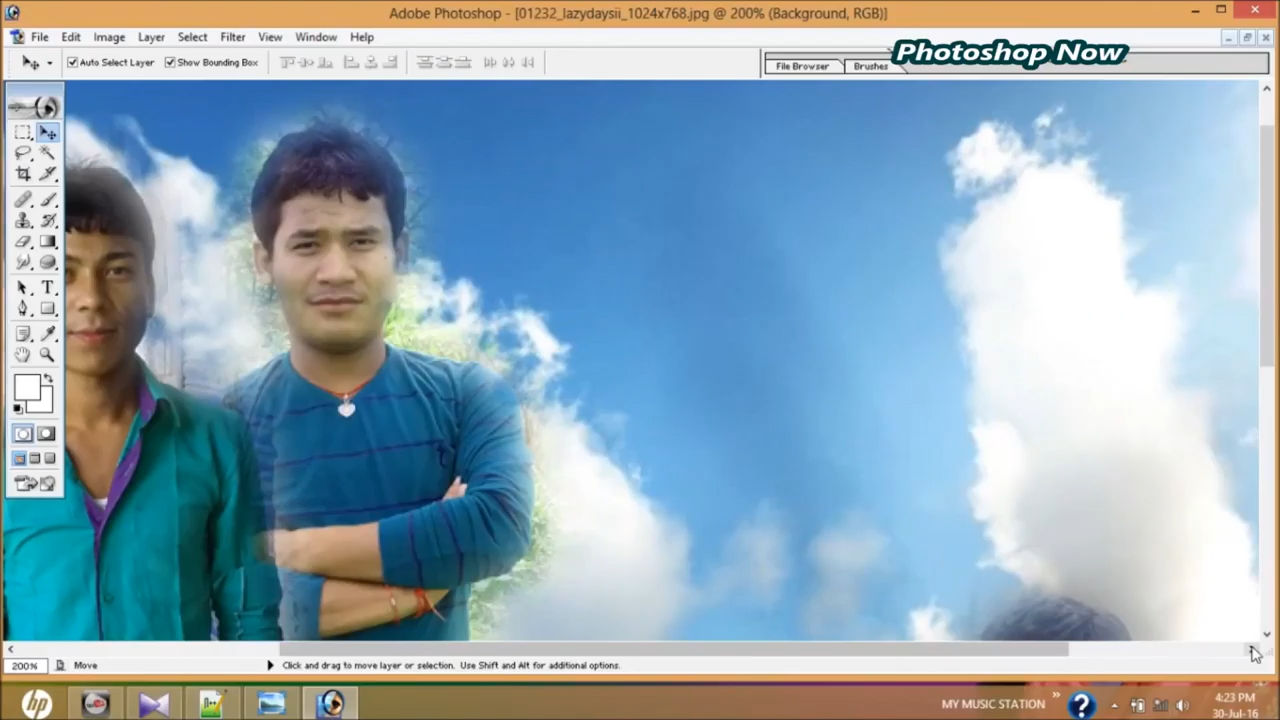 Adobe Photoshop - [01232_lazydaysii_1024x768.jpg @ 200% (Background, RGB)]
File Edit Image Layer Select Filter View Window Help
Photoshop Now
Auto Select Layer Show Bounding Box File Browser Brushes
T
200% Move Click and drag to move layer or selection. Use Shift and Alt for additional options.
hp MY MUSIC STATION » ? 4:23 PM
30-Jul-16